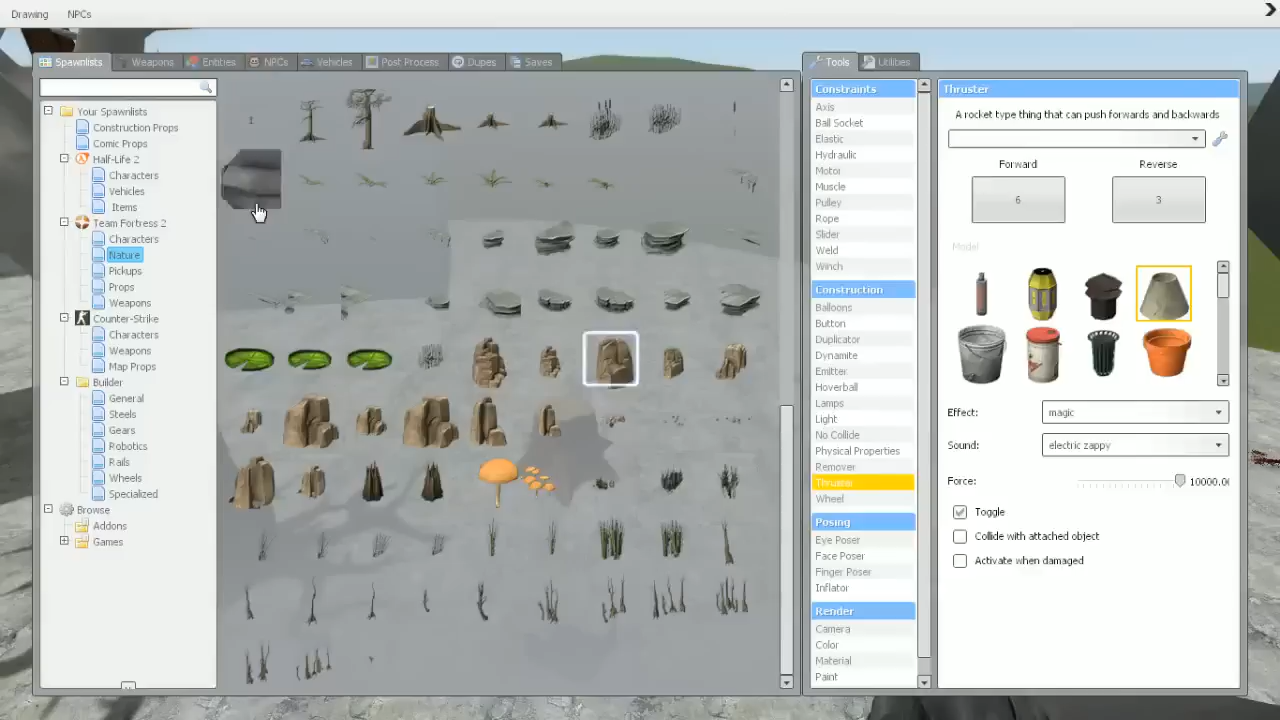 Drawing NPCs
Spawnlists Weapons Entities NPCs Vehicles Post Process Dupes Saves
Your Spawnlists
Construction Props
Comic Props
Half-Life 2
Characters
Vehicles
Items
Team Fortress 2
Characters
Nature
Pickups
Props
Weapons
Counter-Strike
Characters
Weapons
Map Props
Builder
General
Steels
Gears
Robotics
Rails
Wheels
Specialized
Browse
Addons
Games
Tools Utilities
Constraints
Axis
Ball Socket
Elastic
Hydraulic
Motor
Muscle
Pulley
Rope
Slider
Weld
Winch
Construction
Balloons
Button
Duplicator
Dynamite
Emitter
Hoverball
Lamps
Light
No Collide
Physical Properties
Remover
Thruster
Wheel
Posing
Eye Poser
Face Poser
Finger Poser
Inflator
Render
Camera
Color
Material
Paint
Thruster
A rocket type thing that can push forwards and backwards
Forward Reverse
6 3
Model
Effect: magic
Sound: electric zappy
Force: 10000.0
Toggle
Collide with attached object
Activate when damaged